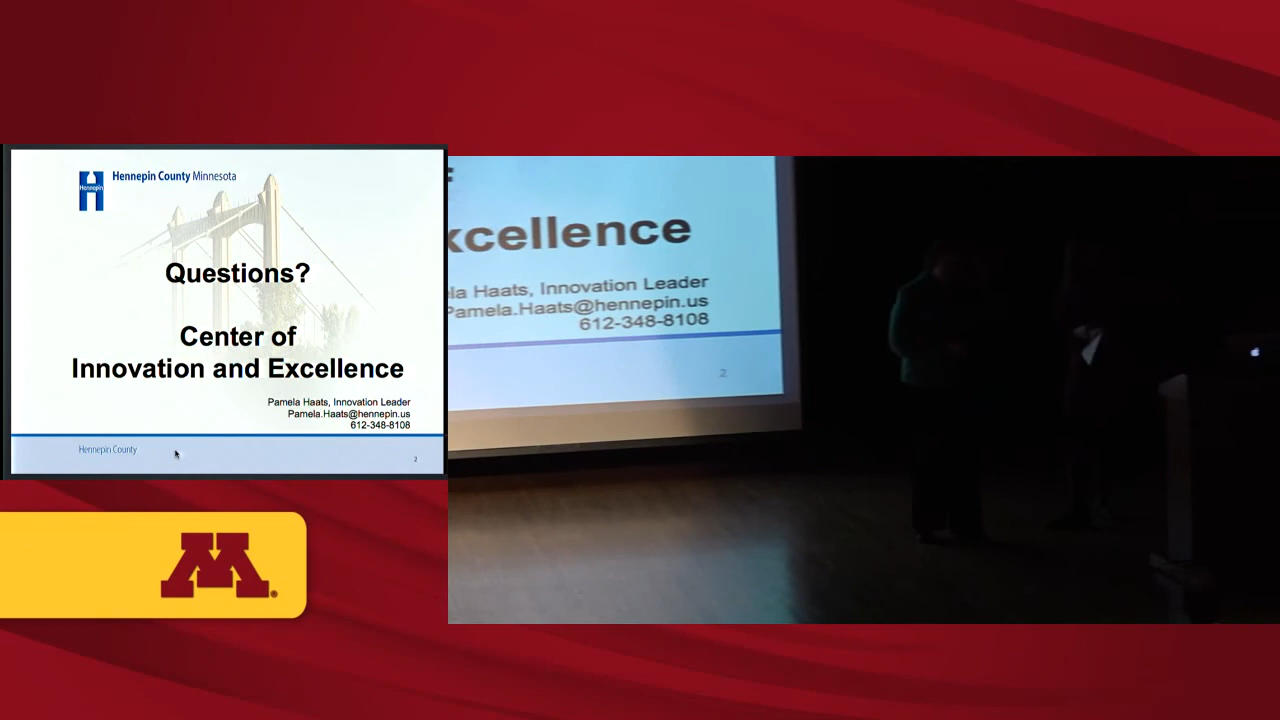 Hennepin
Hennepin County Minnesota
Questions?
Center of
Innovation and Excellence
Pamela Haats, Innovation Leader
Pamela.Haats@hennepin.us
612-348-8108
Hennepin County
2
xcellence
la Haats, Innovation Leader
Pamela.Haats@hennepin.us
612-348-8108
2
M